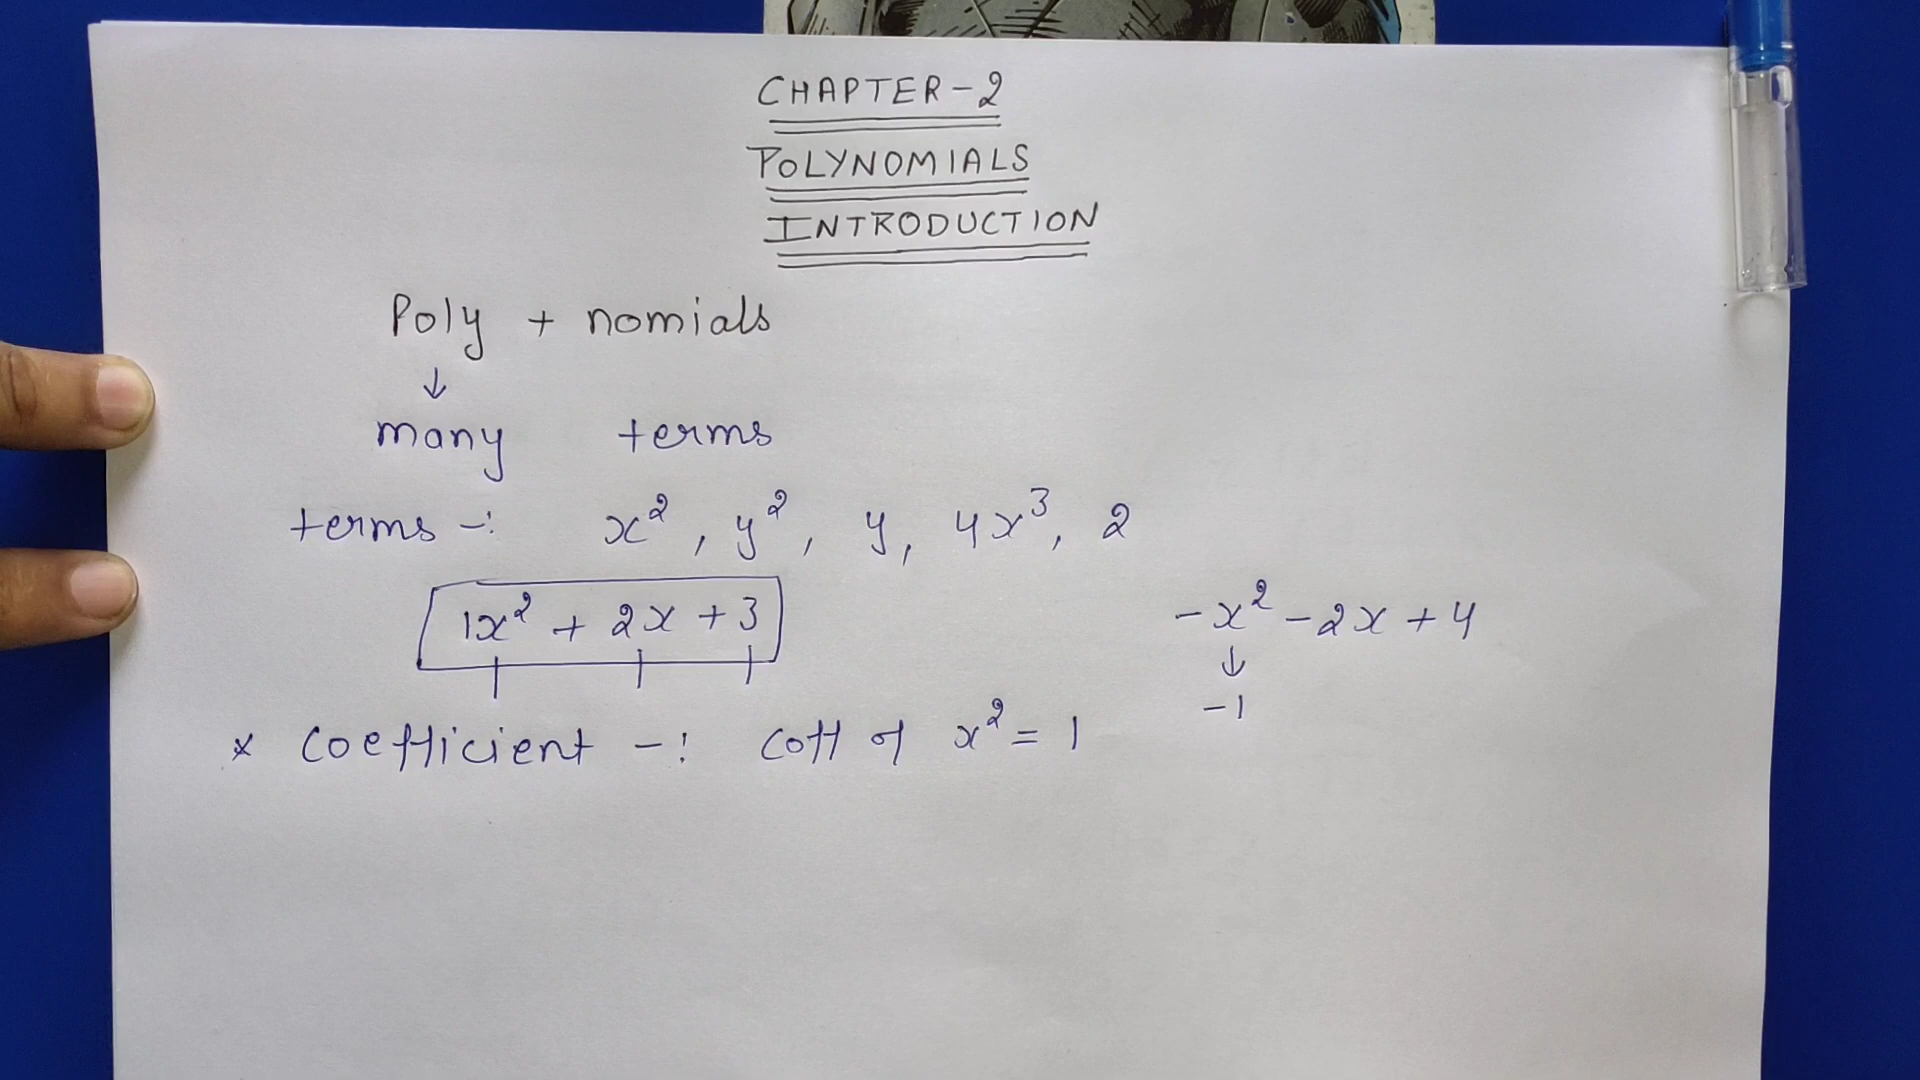 CHAPTER-2
POLYNOMIALS
INTRODUCTION
Poly + nomials
↓
many terms
terms -: x², y², y, 4x³, 2
1x² + 2x + 3
-x² - 2x + 4
↓
-1
* Coefficient -: Coff of x² = 1